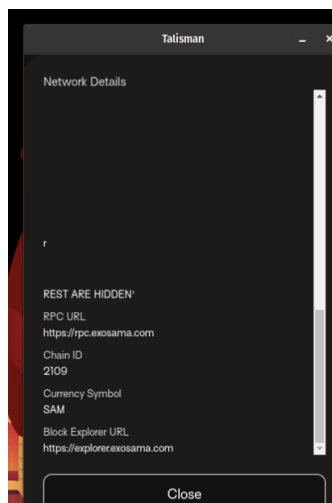 Talisman
Network Details
r
REST ARE HIDDEN'
RPC URL
https://rpc.exosama.com
Chain ID
2109
Currency Symbol
SAM
Block Explorer URL
https://explorer.exosama.com
Close